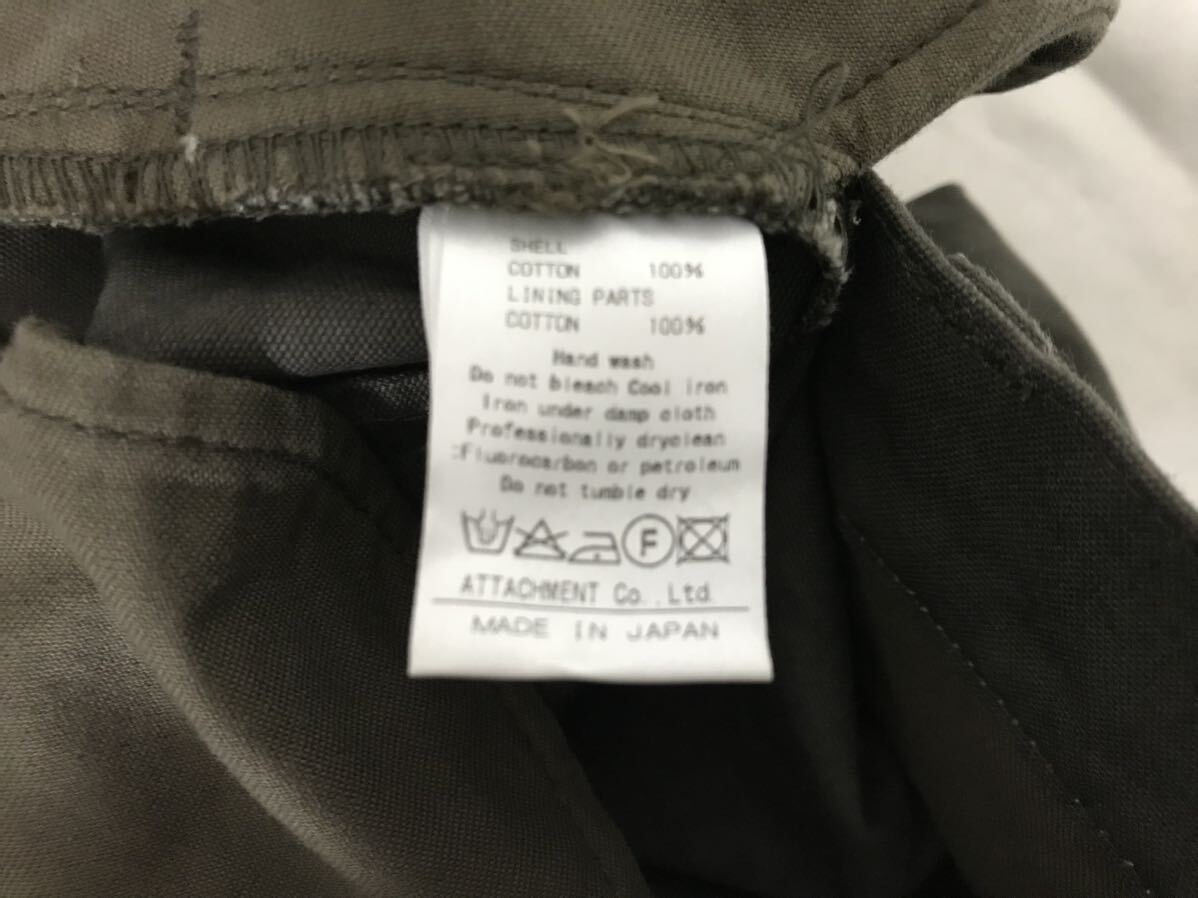 SHELL
COTTON 100%
LINING PARTS
COTTON 100%
Hand wash
Do not bleach Cool iron
Iron under damp cloth
Professionally dryclean
:Fluorocarbon or petroleum
Do not tumble dry
F
ATTACHMENT Co.,Ltd.
MADE IN JAPAN